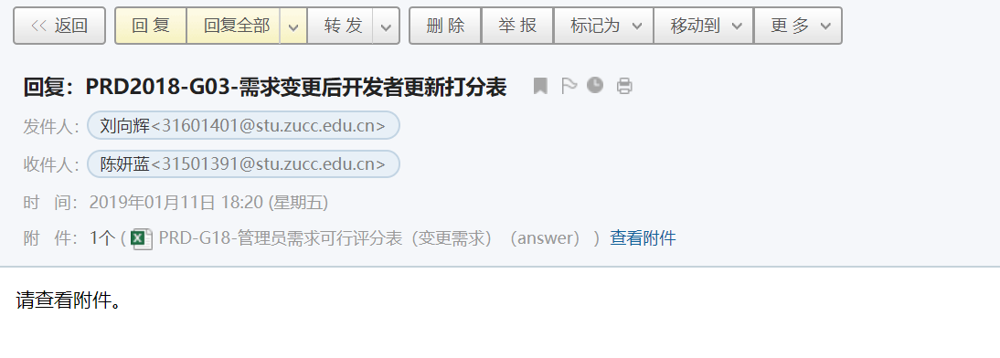 << 返回 回 复 回复全部 转 发 删 除 举 报 标记为 移动到 更 多
回复：PRD2018-G03-需求变更后开发者更新打分表
发件人：刘向辉<31601401@stu.zucc.edu.cn>
收件人：陈妍蓝<31501391@stu.zucc.edu.cn>
时 间：2019年01月11日 18:20 (星期五)
附 件：1个 ( PRD-G18-管理员需求可行评分表（变更需求）（answer） ) 查看附件
请查看附件。